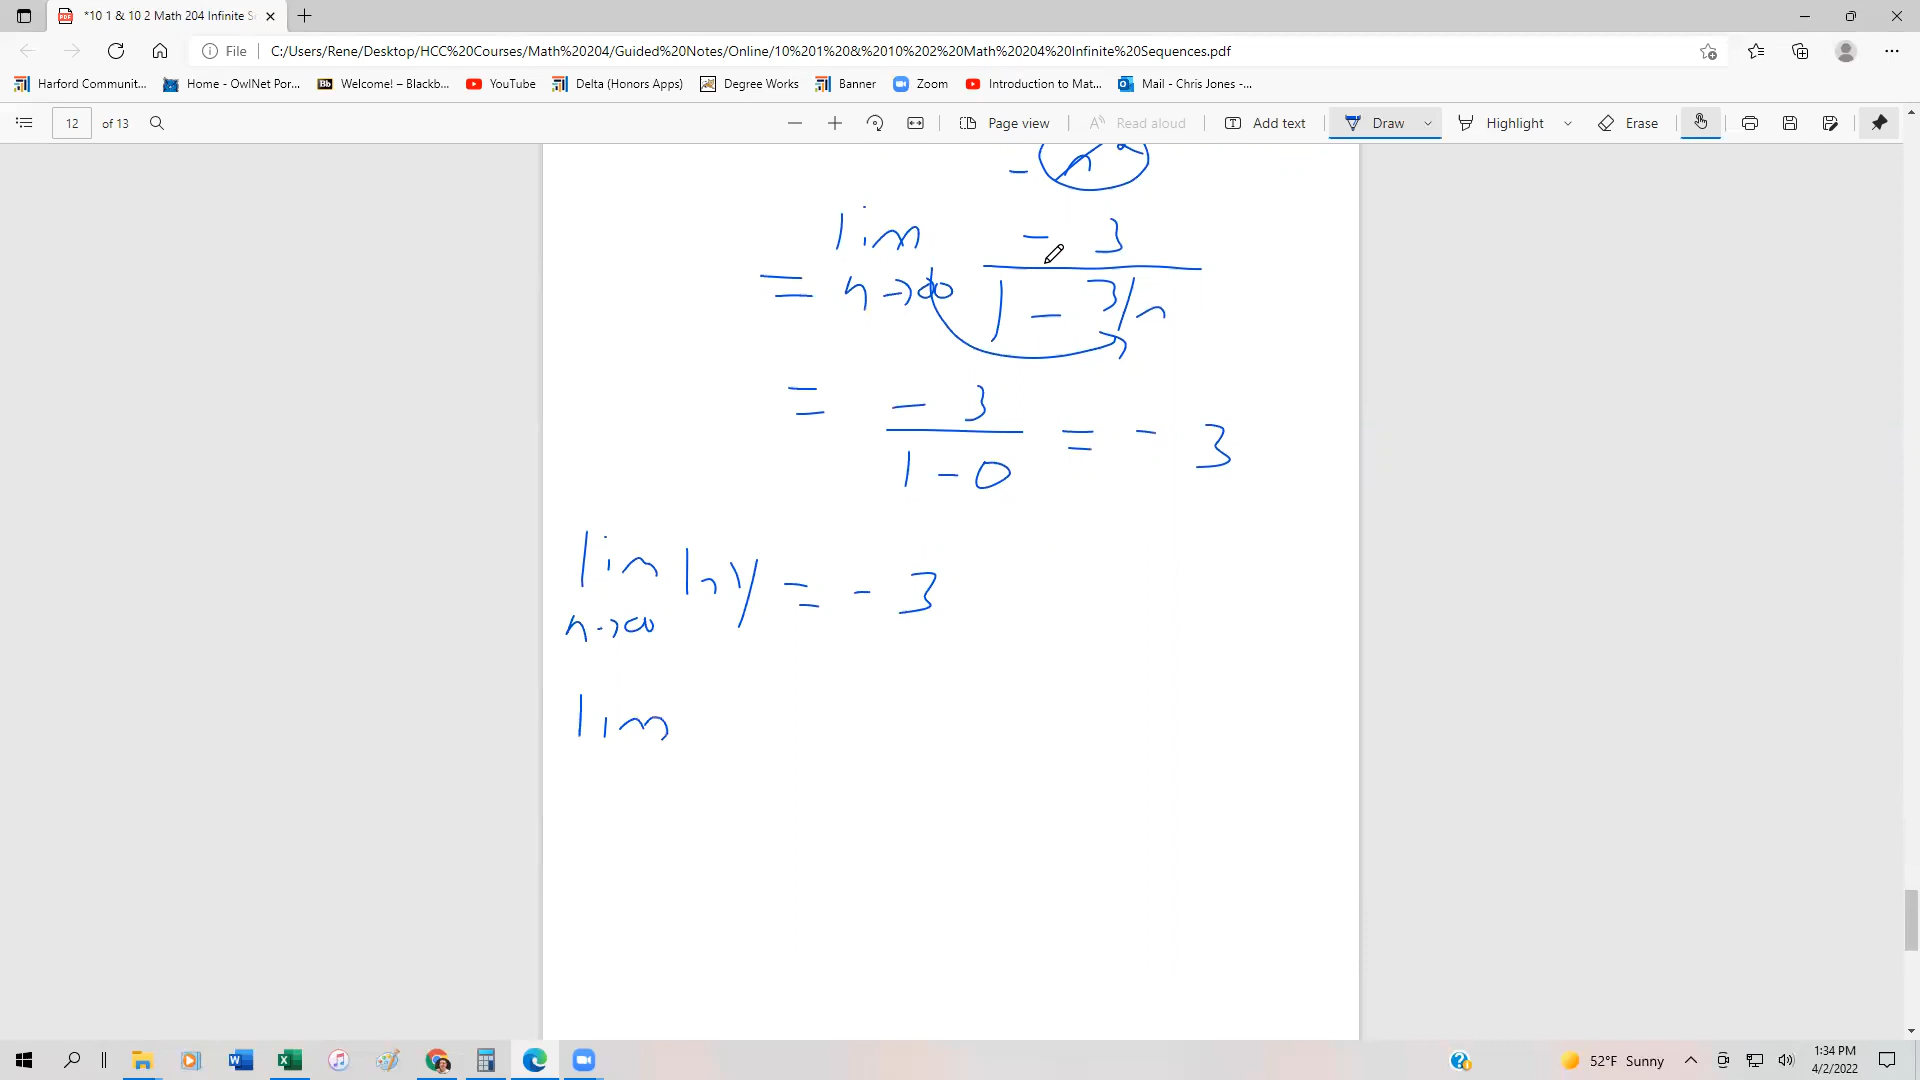 *10 1 & 10 2 Math 204 Infinite S
File C:/Users/Rene/Desktop/HCC%20Courses/Math%20204/Guided%20Notes/Online/10%201%20&%2010%202%20Math%204%20Infinite%20Sequences.pdf
Harford Communit... Home - OwlNet Por... Bb Welcome! – Blackb... YouTube Delta (Honors Apps) Degree Works Banner Zoom Introduction to Mat... Mail - Chris Jones -...
12 of 13 Page view Read aloud Add text Draw Highlight Erase
lim - 3
= n→∞ 1 - 3/n
= - 3 = - 3
1 - 0
lim ln y = - 3
n→∞
lim
52°F Sunny 1:34 PM
4/2/2022